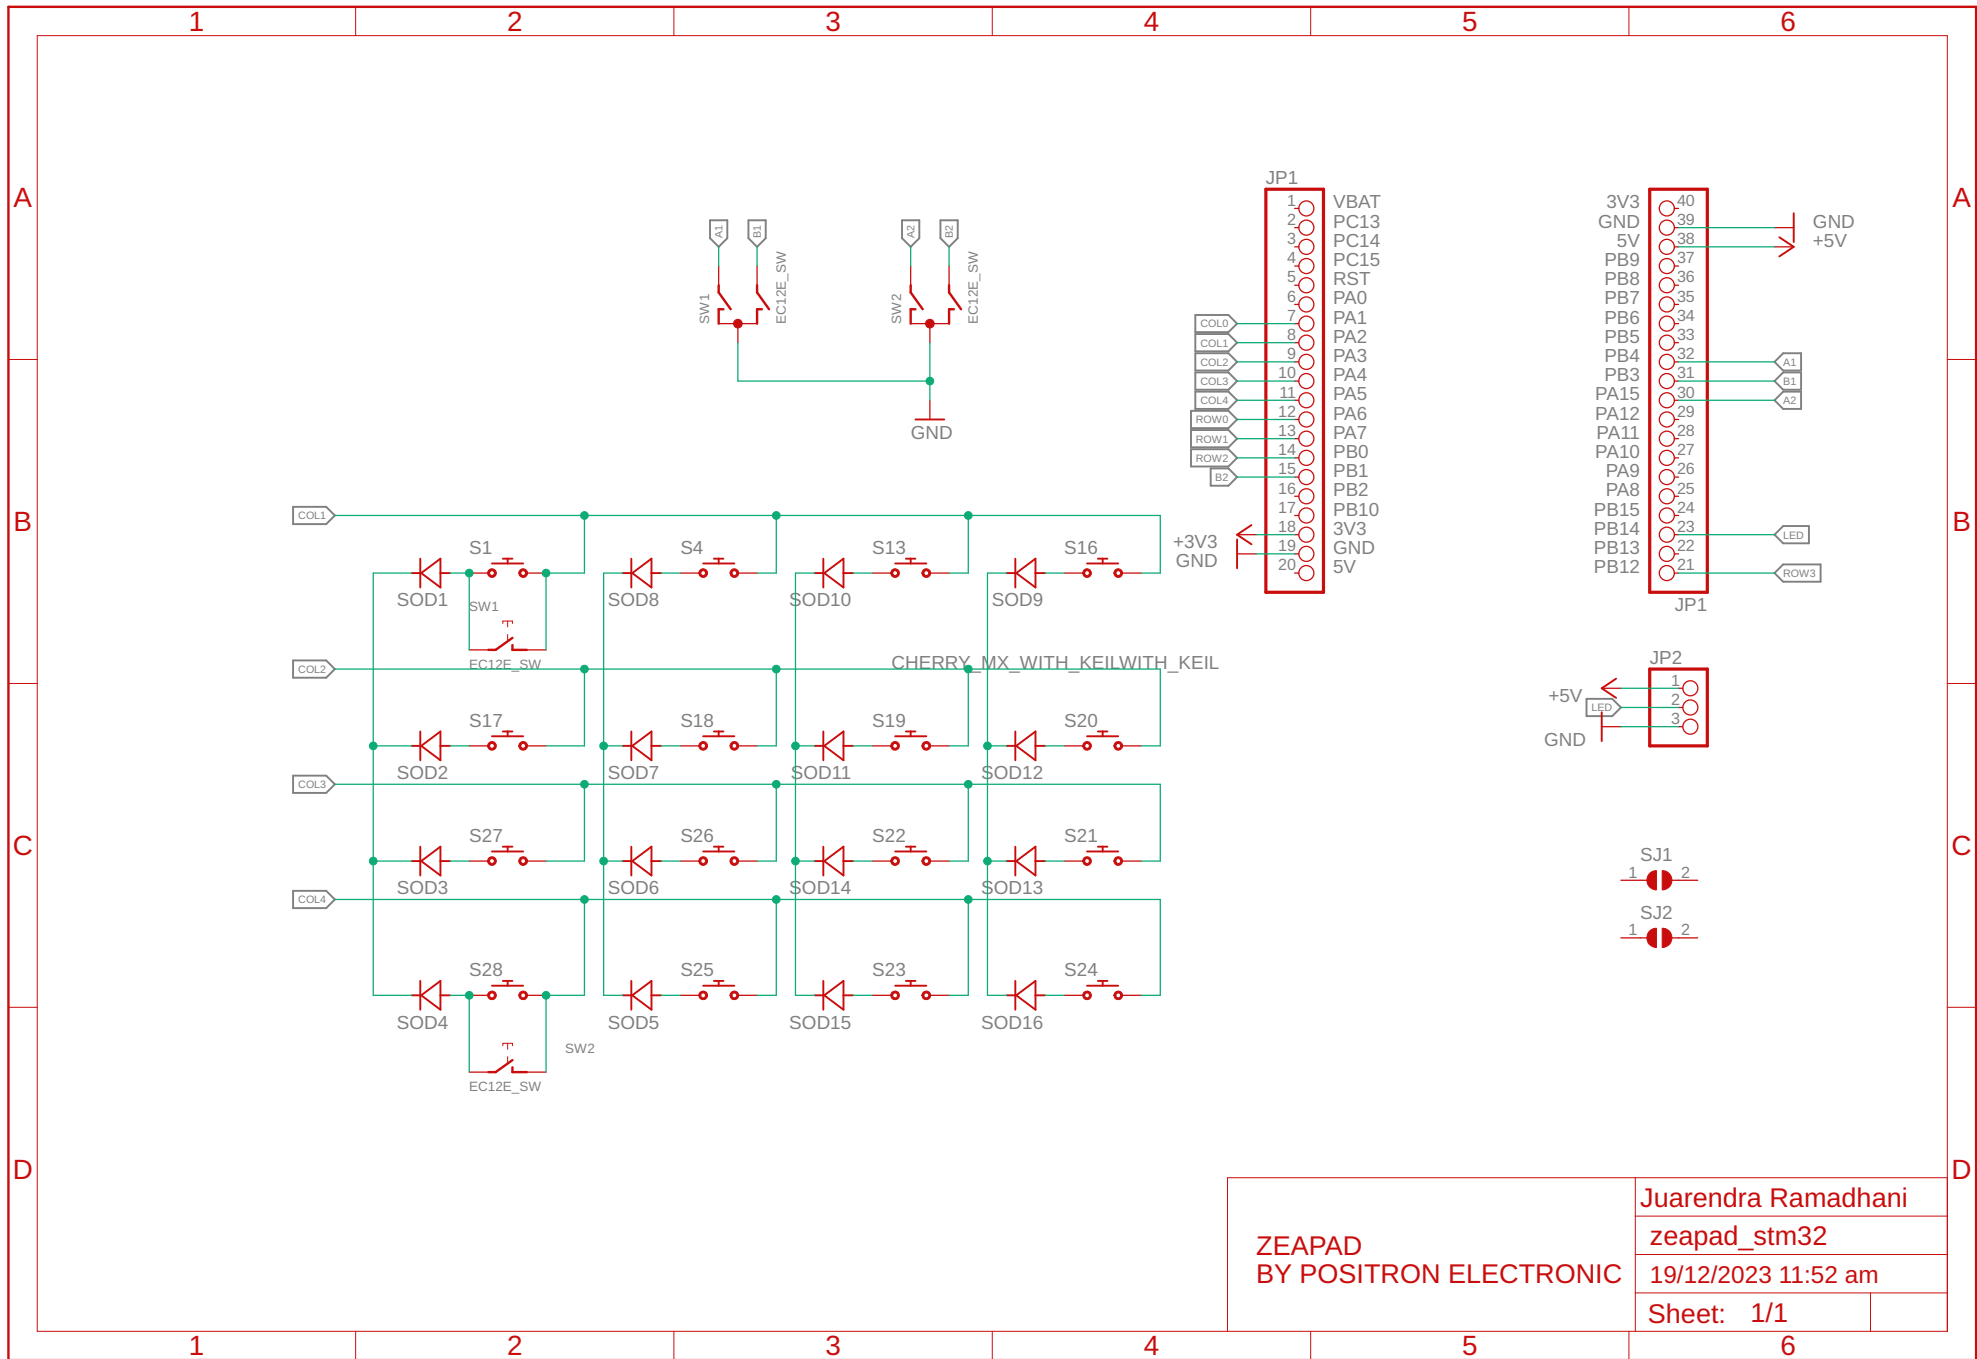 1 2 3 4 5 6
A
A
B
B
C
C
D
D
A1
B1
SW1
EC12E_SW
A2
B2
SW2
EC12E_SW
GND
JP1
1 VBAT
2 PC13
3 PC14
4 PC15
5 RST
6 PA0
COL0 7 PA1
COL1 8 PA2
COL2 9 PA3
COL3 10 PA4
COL4 11 PA5
ROW0 12 PA6
ROW1 13 PA7
ROW2 14 PB0
B2 15 PB1
16 PB2
17 PB10
+3V3 18 3V3
GND 19 GND
20 5V
3V3 40
GND 39 GND
5V 38 +5V
PB9 37
PB8 36
PB7 35
PB6 34
PB5 33
PB4 32 A1
PB3 31 B1
PA15 30 A2
PA12 29
PA11 28
PA10 27
PA9 26
PA8 25
PB15 24
PB14 23 LED
PB13 22
PB12 21 ROW3
JP1
COL1
S1 S4 S13 S16
SOD1 SOD8 SOD10 SOD9
SW1
EC12E_SW
COL2
CHERRY_MX_WITH_KEILWITH_KEIL
S17 S18 S19 S20
SOD2 SOD7 SOD11 SOD12
COL3
S27 S26 S22 S21
SOD3 SOD6 SOD14 SOD13
COL4
S28 S25 S23 S24
SOD4 SOD5 SOD15 SOD16
SW2
EC12E_SW
JP2
+5V 1
LED 2
GND 3
SJ1
1 2
SJ2
1 2
ZEAPAD
BY POSITRON ELECTRONIC
Juarendra Ramadhani
zeapad_stm32
19/12/2023 11:52 am
Sheet: 1/1
1 2 3 4 5 6